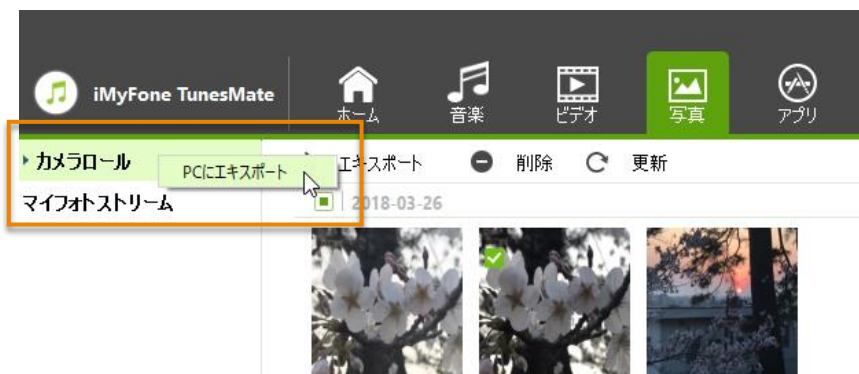 iMyFone TunesMate
ホーム
音楽
ビデオ
写真
アプリ
カメラロール
PCにエキスポート
エキスポート
削除
更新
マイフォトストリーム
2018-03-26